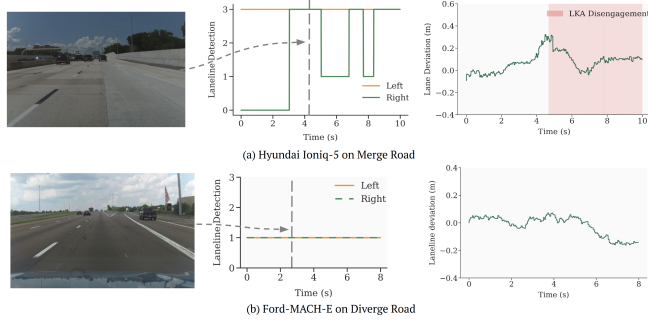 3
2
1
0
Laneline Detection
Left
Right
0 2 4 6 8 10
Time (s)
0.6
0.4
0.2
0.0
−0.2
−0.4
Lane Deviation (m)
LKA Disengagement
0 2 4 6 8 10
Time (s)
(a) Hyundai Ioniq-5 on Merge Road
3
2
1
0
Laneline Detection
Left
Right
0 2 4 6 8
Time (s)
0.4
0.2
0.0
−0.2
−0.4
Laneline deviation (m)
0 2 4 6 8
Time (s)
(b) Ford-MACH-E on Diverge Road